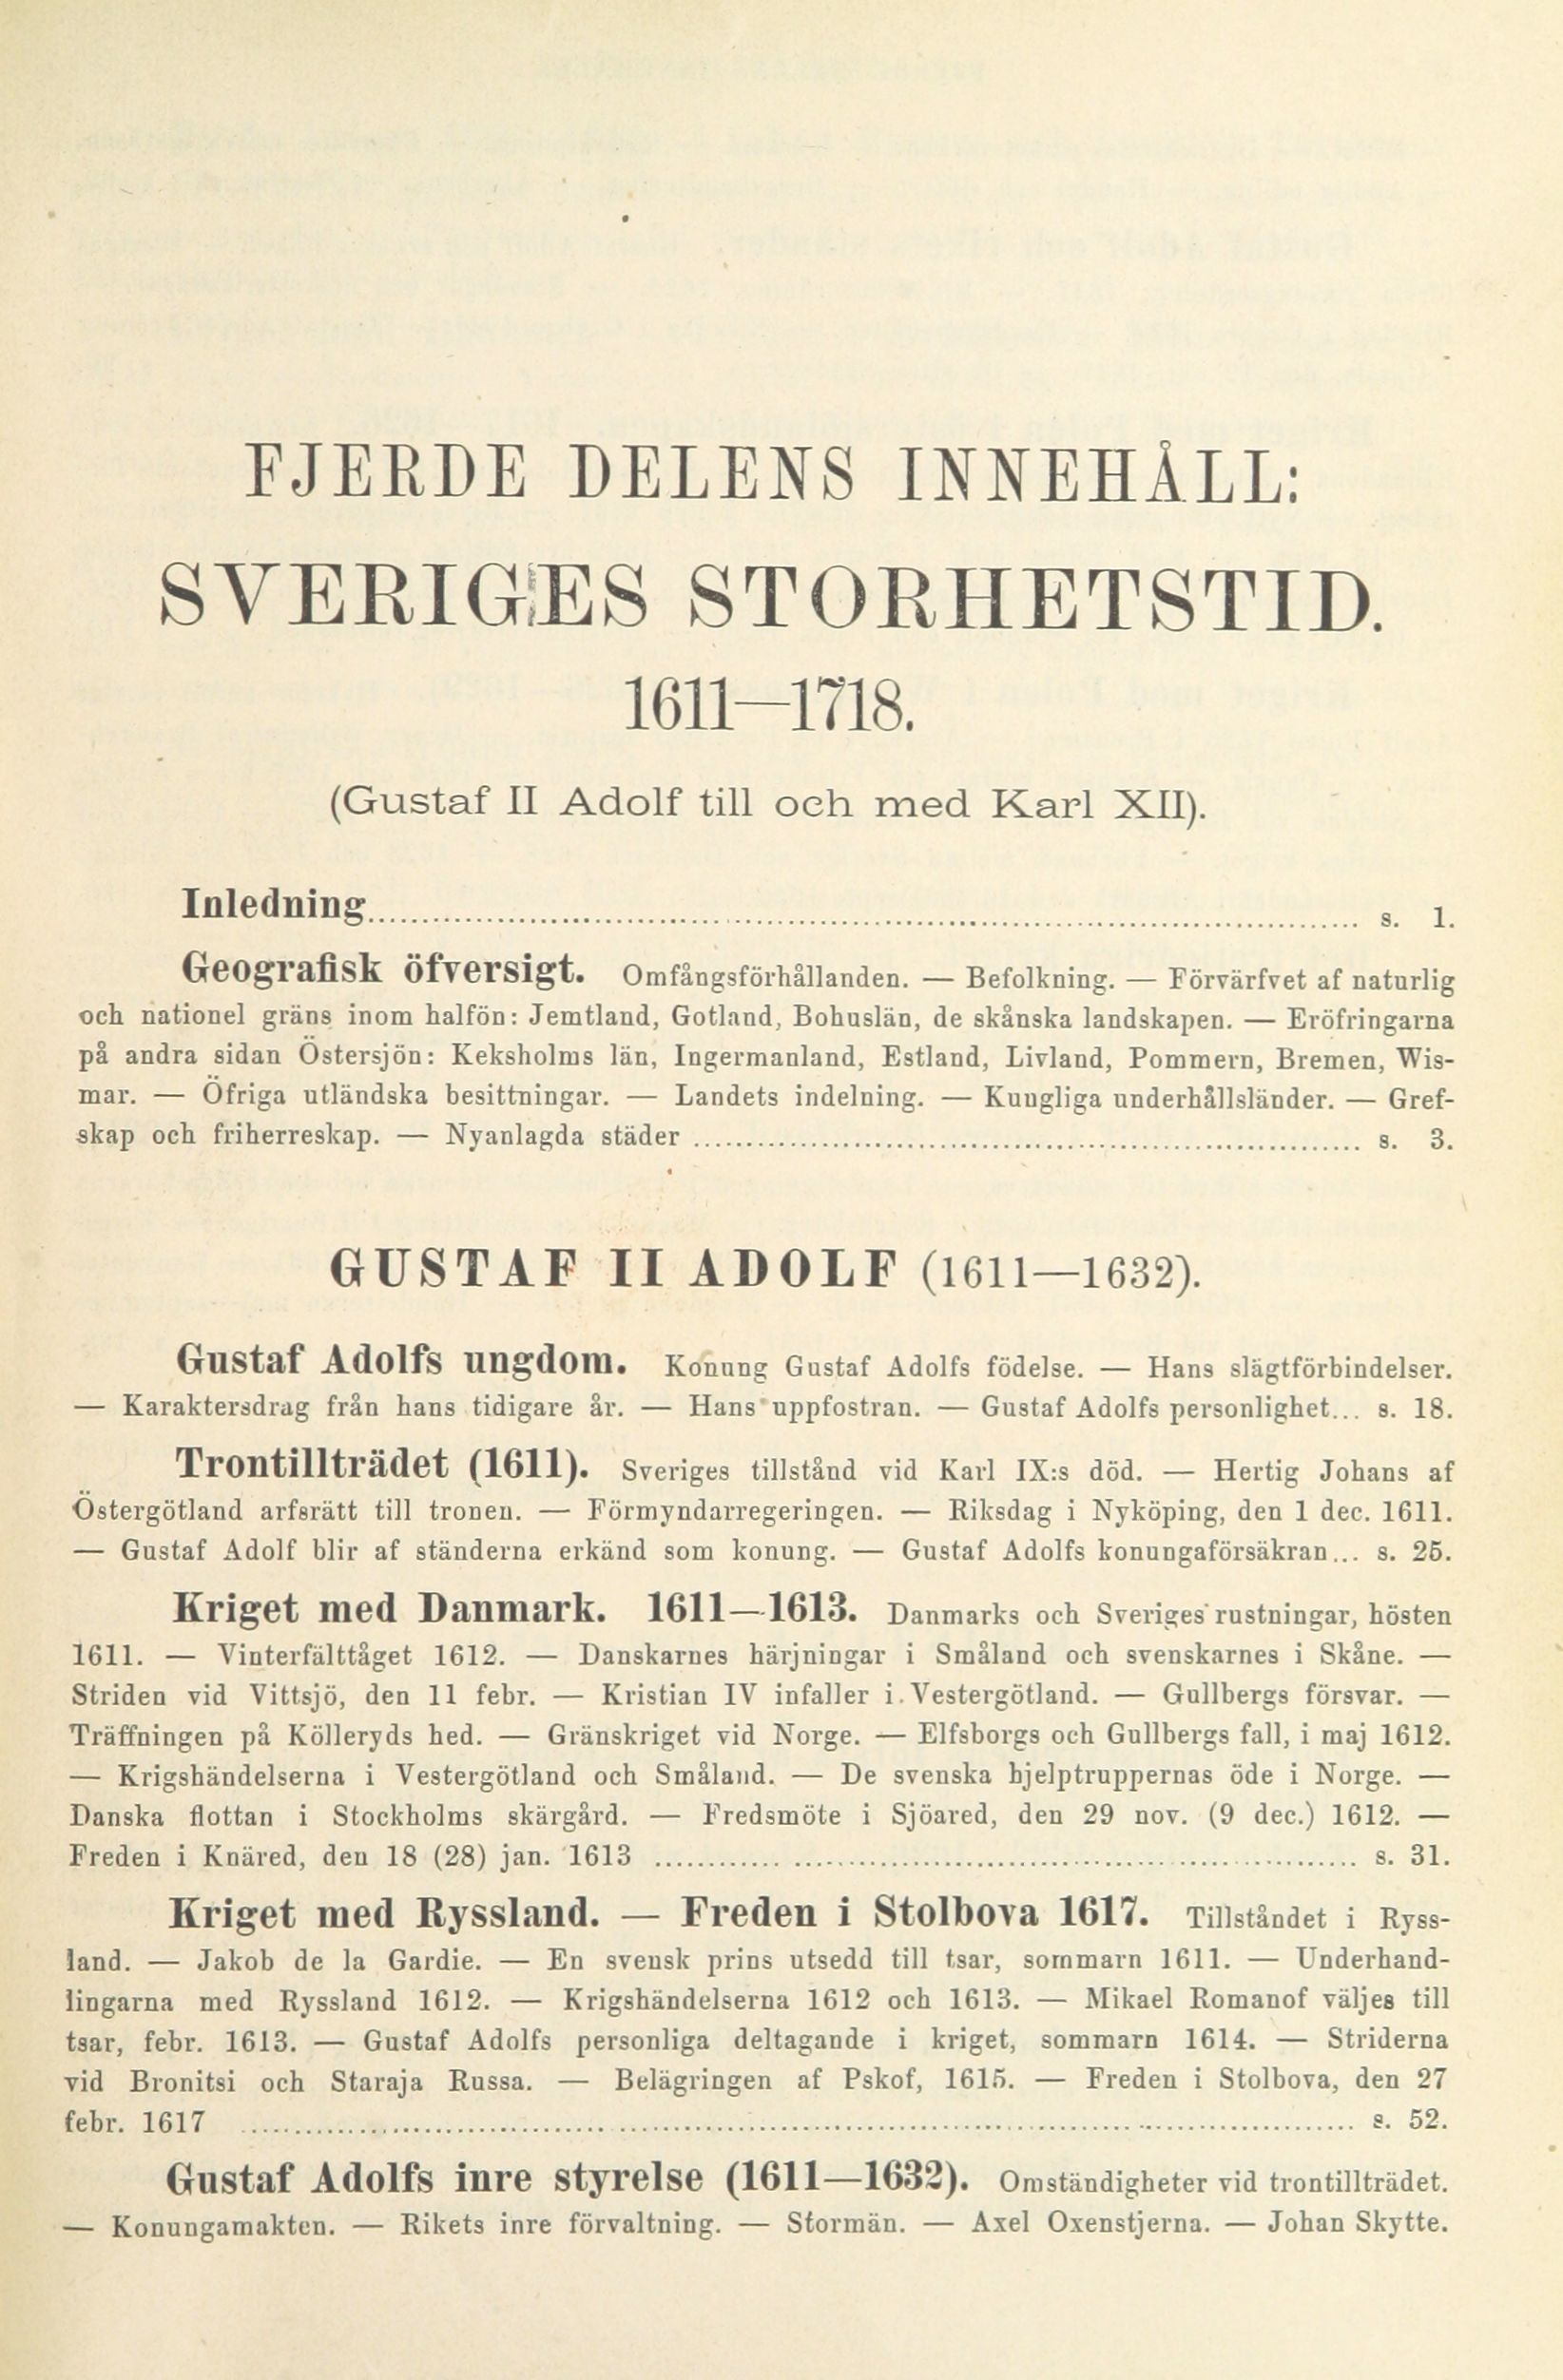 FJERDE DELENS INNEHÅLL:
SVERIGES STORHETSTID.
1611—1718.
(Gustaf II Adolf till och med Karl XII).
Inledning........................................ s. 1.
Geografisk öfversigt. Omfångsförhållanden. — Befolkning. — Förvärfvet af naturlig
och nationel gräns inom halfön: Jemtland, Gotland, Bohuslän, de skånska landskapen. — Eröfringarna
på andra sidan Östersjön: Keksholms län, Ingermanland, Estland, Livland, Pommern, Bremen, Wis-
mar. — Öfriga utländska besittningar. — Landets indelning. — Kungliga underhållsländer. — Gref-
skap och friherreskap. — Nyanlagda städer ........................................ s. 3.
GUSTAF II ADOLF (1611—1632).
Gustaf Adolfs ungdom. Konung Gustaf Adolfs födelse. — Hans slägtförbindelser.
— Karaktersdrag från hans tidigare år. — Hans uppfostran. — Gustaf Adolfs personlighet... s. 18.
Trontillträdet (1611). Sveriges tillstånd vid Karl IX:s död. — Hertig Johans af
Östergötland arfsrätt till tronen. — Förmyndarregeringen. — Riksdag i Nyköping, den 1 dec. 1611.
— Gustaf Adolf blir af ständerna erkänd som konung. — Gustaf Adolfs konungaförsäkran... s. 25.
Kriget med Danmark. 1611—1613. Danmarks och Sveriges rustningar, hösten
1611. — Vinterfälttåget 1612. — Danskarnes härjningar i Småland och svenskarnes i Skåne. —
Striden vid Vittsjö, den 11 febr. — Kristian IV infaller i Vestergötland. — Gullbergs försvar. —
Träffningen på Kölleryds hed. — Gränskriget vid Norge. — Elfsborgs och Gullbergs fall, i maj 1612.
— Krigshändelserna i Vestergötland och Småland. — De svenska hjelptruppernas öde i Norge. —
Danska flottan i Stockholms skärgård. — Fredsmöte i Sjöared, den 29 nov. (9 dec.) 1612. —
Freden i Knäred, den 18 (28) jan. 1613 ........................................ s. 31.
Kriget med Ryssland. — Freden i Stolbova 1617. Tillståndet i Ryss-
land. — Jakob de la Gardie. — En svensk prins utsedd till tsar, sommarn 1611. — Underhand-
lingarna med Ryssland 1612. — Krigshändelserna 1612 och 1613. — Mikael Romanof väljes till
tsar, febr. 1613. — Gustaf Adolfs personliga deltagande i kriget, sommarn 1614. — Striderna
vid Bronitsi och Staraja Russa. — Belägringen af Pskof, 1615. — Freden i Stolbova, den 27
febr. 1617 ........................................ s. 52.
Gustaf Adolfs inre styrelse (1611—1632). Omständigheter vid trontillträdet.
— Konungamakten. — Rikets inre förvaltning. — Stormän. — Axel Oxenstjerna. — Johan Skytte.